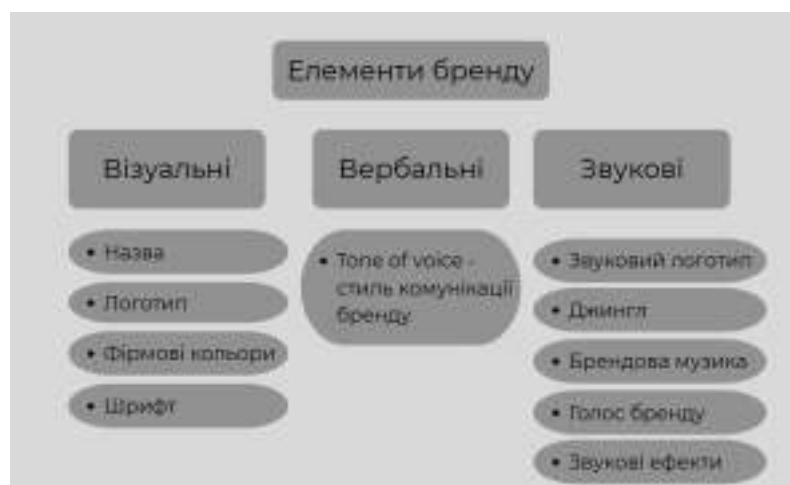 Елементи бренду
Візуальні
• Назва
• Логотип
• Фірмові кольори
• Шрифт
Вербальні
• Tone of voice -
стиль комунікації
бренду
Звукові
• Звуковий логотип
• Джингл
• Брендова музика
• Голос бренду
• Звукові ефекти